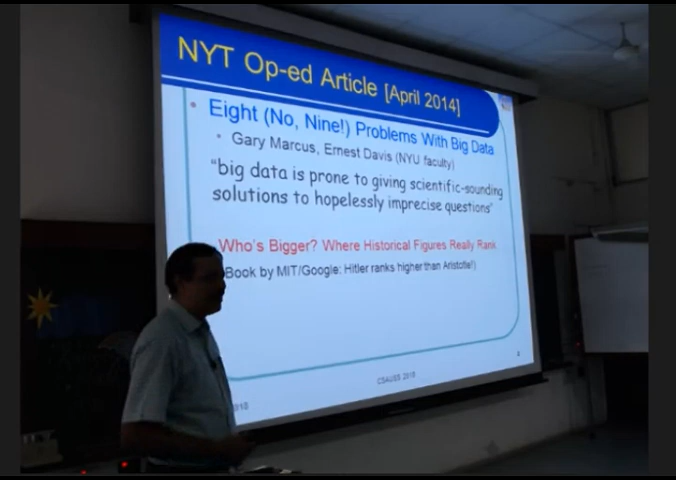 NYT Op-ed Article [April 2014]
Eight (No, Nine!) Problems With Big Data
Gary Marcus, Ernest Davis (NYU faculty)
"big data is prone to giving scientific-sounding
solutions to hopelessly imprecise questions"
Who's Bigger? Where Historical Figures Really Rank
Book by MIT/Google: Hitler ranks higher than Aristotle!)